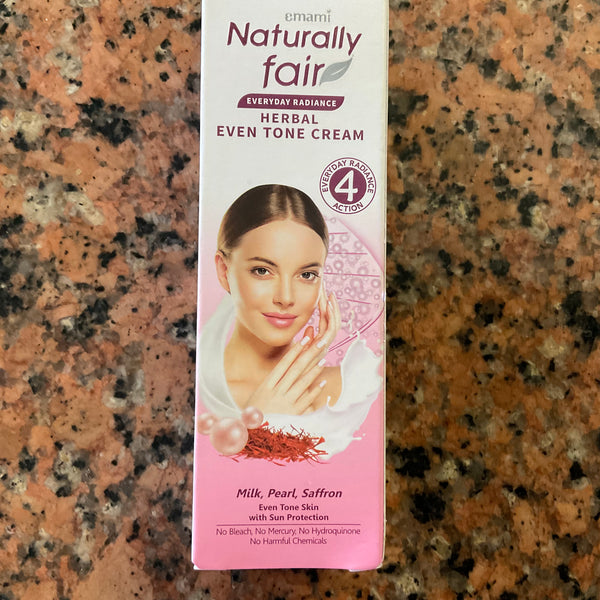 emami
Naturally
fair
EVERYDAY RADIANCE
HERBAL
EVEN TONE CREAM
EVERYDAY RADIANCE
4
ACTION
Milk, Pearl, Saffron
Even Tone Skin
with Sun Protection
No Bleach, No Mercury, No Hydroquinone
No Harmful Chemicals